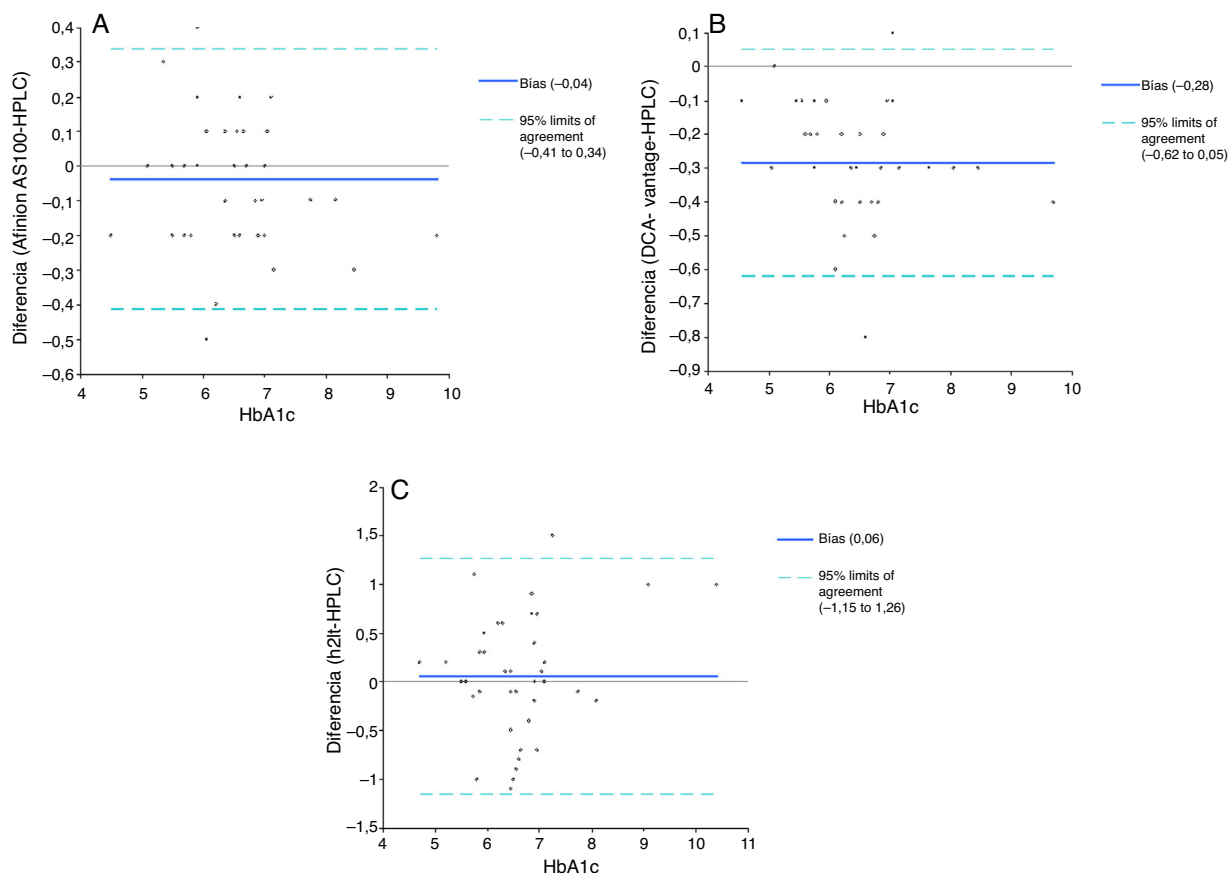 A
Diferencia (Afinion AS100-HPLC)
0,4
0,3
0,2
0,1
0
–0,1
–0,2
–0,3
–0,4
–0,5
–0,6
4
5
6
7
8
9
10
HbA1c
Bías (–0,04)
95% limits of
agreement
(–0,41 to 0,34)
B
Diferencia (DCA- vantage-HPLC)
0,1
0
–0,1
–0,2
–0,3
–0,4
–0,5
–0,6
–0,7
–0,8
–0,9
4
5
6
7
8
9
10
HbA1c
Bías (–0,28)
95% limits of
agreement
(–0,62 to 0,05)
C
Diferencia (h2lt-HPLC)
2
1,5
1
0,5
0
–0,5
–1
–1,5
4
5
6
7
8
9
10
11
HbA1c
Bías (0,06)
95% limits of
agreement
(–1,15 to 1,26)